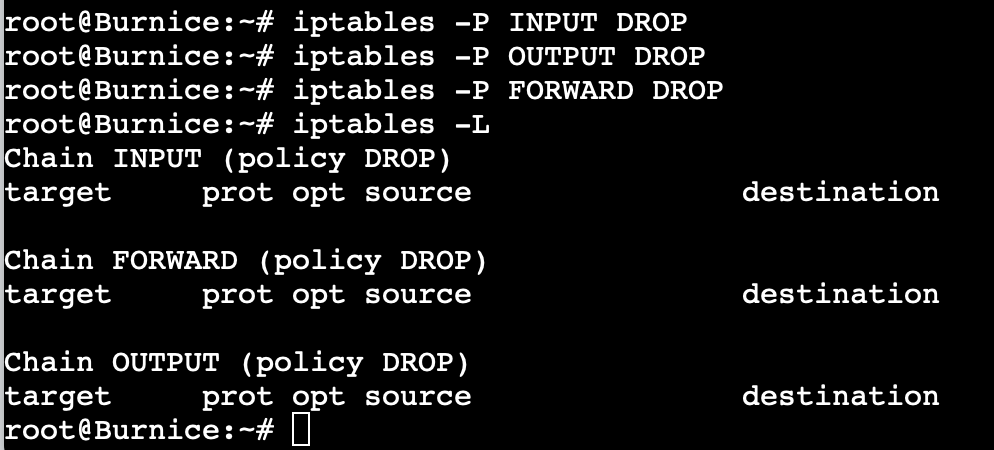 root@Burnice:~# iptables -P INPUT DROP
root@Burnice:~# iptables -P OUTPUT DROP
root@Burnice:~# iptables -P FORWARD DROP
root@Burnice:~# iptables -L
Chain INPUT (policy DROP)
target     prot opt source               destination

Chain FORWARD (policy DROP)
target     prot opt source               destination

Chain OUTPUT (policy DROP)
target     prot opt source               destination
root@Burnice:~#